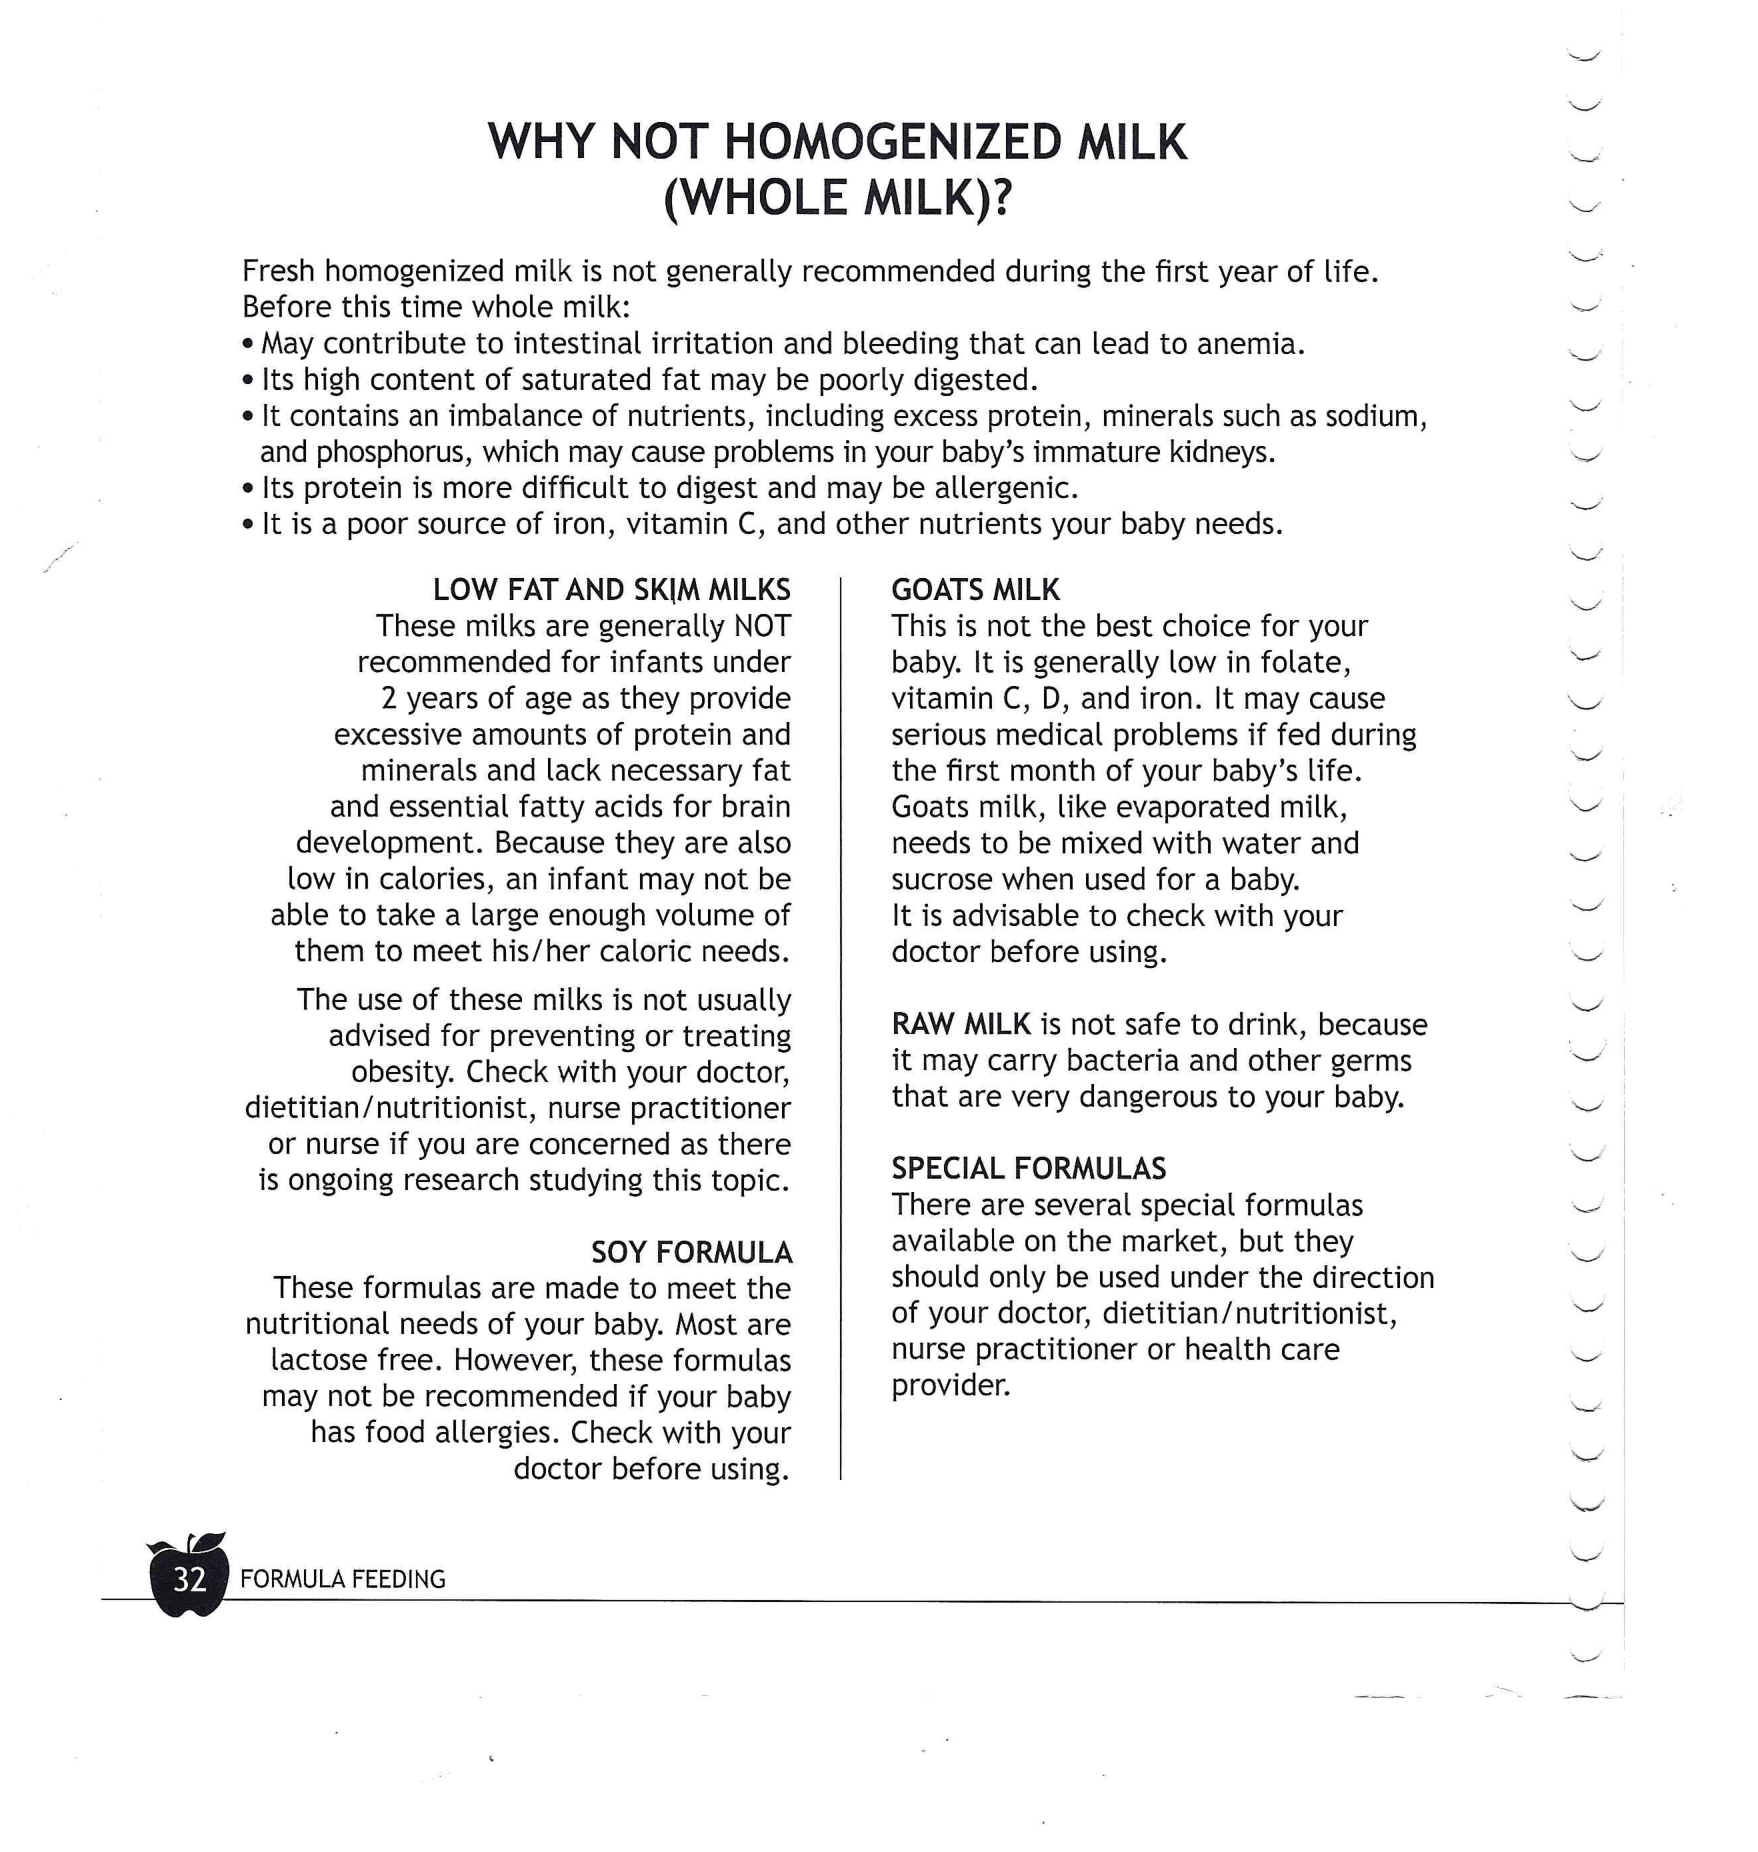 WHY NOT HOMOGENIZED MILK
(WHOLE MILK)?
Fresh homogenized milk is not generally recommended during the first year of life.
Before this time whole milk:
• May contribute to intestinal irritation and bleeding that can lead to anemia.
• Its high content of saturated fat may be poorly digested.
• It contains an imbalance of nutrients, including excess protein, minerals such as sodium,
and phosphorus, which may cause problems in your baby's immature kidneys.
• Its protein is more difficult to digest and may be allergenic.
• It is a poor source of iron, vitamin C, and other nutrients your baby needs.
LOW FAT AND SKIM MILKS
These milks are generally NOT
recommended for infants under
2 years of age as they provide
excessive amounts of protein and
minerals and lack necessary fat
and essential fatty acids for brain
development. Because they are also
low in calories, an infant may not be
able to take a large enough volume of
them to meet his/her caloric needs.
The use of these milks is not usually
advised for preventing or treating
obesity. Check with your doctor,
dietitian/nutritionist, nurse practitioner
or nurse if you are concerned as there
is ongoing research studying this topic.
SOY FORMULA
These formulas are made to meet the
nutritional needs of your baby. Most are
lactose free. However, these formulas
may not be recommended if your baby
has food allergies. Check with your
doctor before using.
GOATS MILK
This is not the best choice for your
baby. It is generally low in folate,
vitamin C, D, and iron. It may cause
serious medical problems if fed during
the first month of your baby's life.
Goats milk, like evaporated milk,
needs to be mixed with water and
sucrose when used for a baby.
It is advisable to check with your
doctor before using.
RAW MILK is not safe to drink, because
it may carry bacteria and other germs
that are very dangerous to your baby.
SPECIAL FORMULAS
There are several special formulas
available on the market, but they
should only be used under the direction
of your doctor, dietitian/nutritionist,
nurse practitioner or health care
provider.
32 FORMULA FEEDING